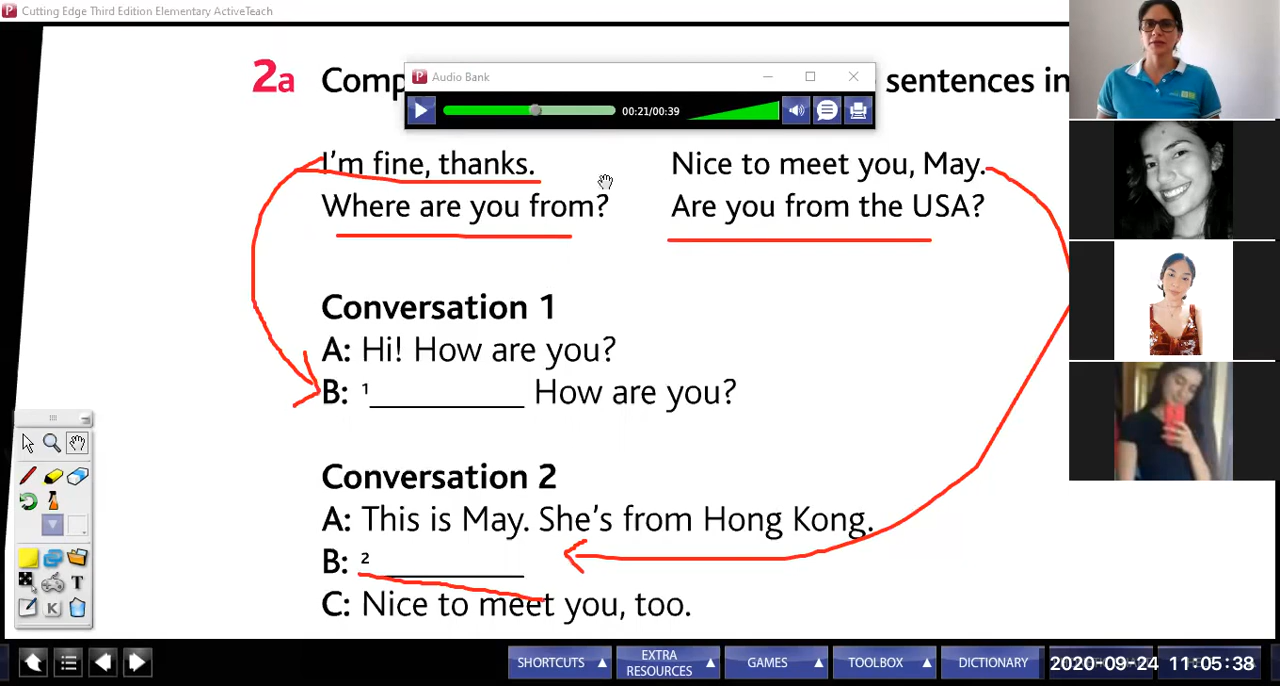 Cutting Edge Third Edition Elementary ActiveTeach
2a Comp sentences in
Audio Bank
00:21/00:39
I'm fine, thanks. Nice to meet you, May.
Where are you from? Are you from the USA?
Conversation 1
A: Hi! How are you?
B: 1__________ How are you?
Conversation 2
A: This is May. She's from Hong Kong.
B: 2__________
C: Nice to meet you, too.
T
K
SHORTCUTS EXTRA RESOURCES GAMES TOOLBOX DICTIONARY 2020-09-24 11:05:38